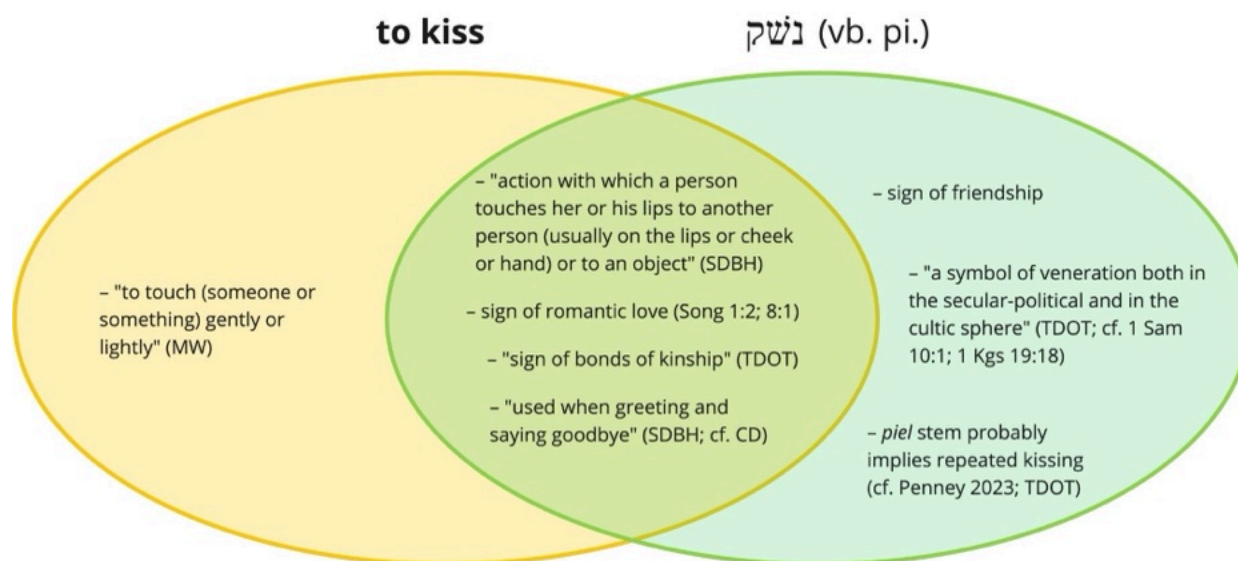 to kiss
נשׁק (vb. pi.)
– "to touch (someone or
something) gently or
lightly" (MW)
– "action with which a person
touches her or his lips to another
person (usually on the lips or cheek
or hand) or to an object" (SDBH)
– sign of romantic love (Song 1:2; 8:1)
– "sign of bonds of kinship" (TDOT)
– "used when greeting and
saying goodbye" (SDBH; cf. CD)
– sign of friendship
– "a symbol of veneration both in
the secular-political and in the
cultic sphere" (TDOT; cf. 1 Sam
10:1; 1 Kgs 19:18)
– piel stem probably
implies repeated kissing
(cf. Penney 2023; TDOT)